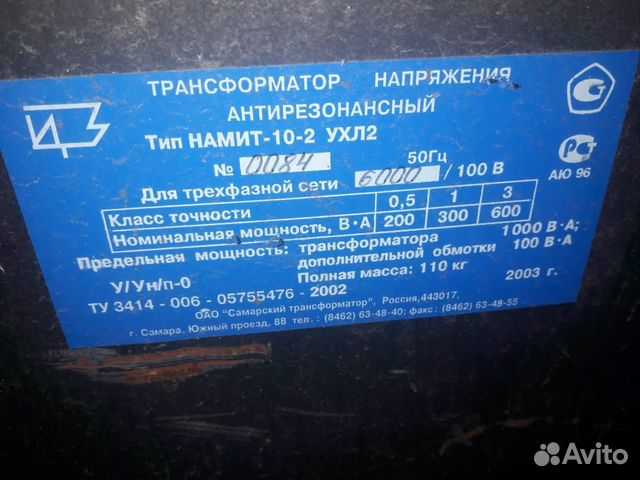 ТРАНСФОРМАТОР НАПРЯЖЕНИЯ
АНТИРЕЗОНАНСНЫЙ
Тип НАМИТ-10-2 УХЛ2
№ 0084 50Гц 6000 / 100 В
АЮ 96
Для трехфазной сети
Класс точности 0,5 1 3
Номинальная мощность, В·А 200 300 600
Предельная мощность: трансформатора 1000 В·А;
дополнительной обмотки 100 В·А
У/Ун/п-0 Полная масса: 110 кг 2003 г.
ТУ 3414 - 006 - 05755476 - 2002
ОАО "Самарский трансформатор". Россия,443017,
г. Самара. Южный проезд, 88 тел.: (8462) 63-48-40; факс: (8462) 63-48-55
Avito